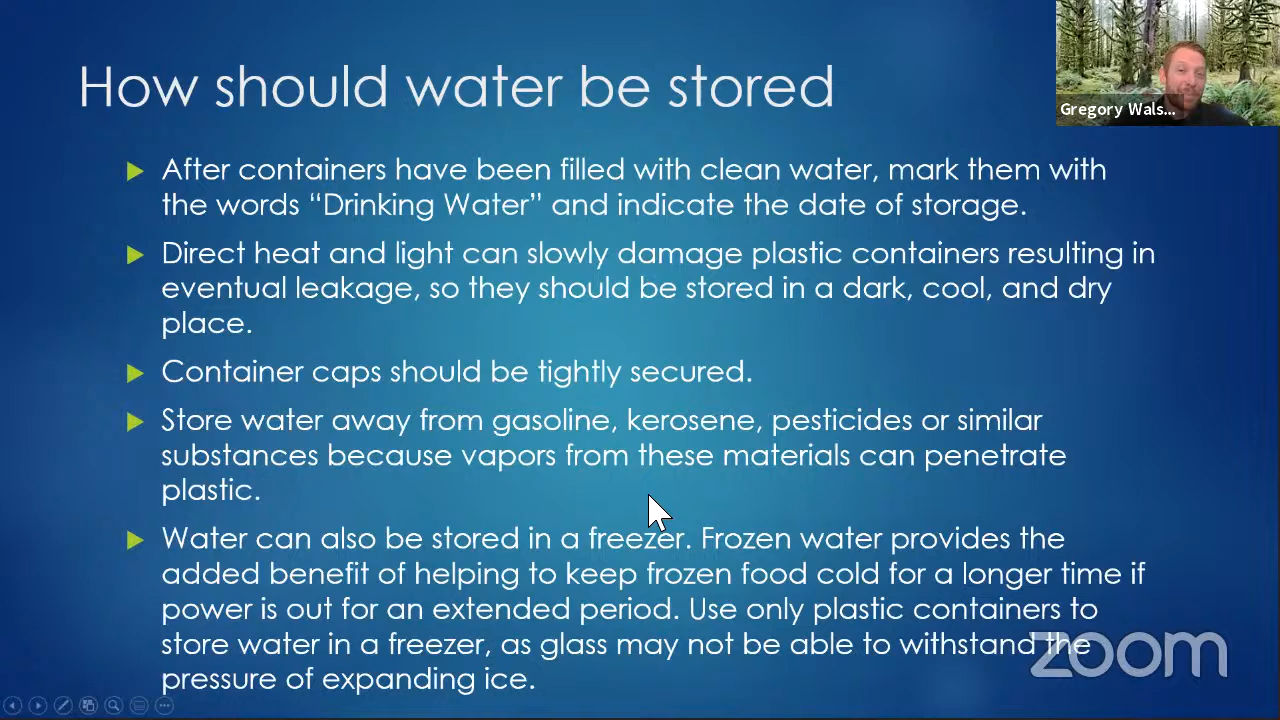 How should water be stored
Gregory Wals...
After containers have been filled with clean water, mark them with
the words “Drinking Water” and indicate the date of storage.
Direct heat and light can slowly damage plastic containers resulting in
eventual leakage, so they should be stored in a dark, cool, and dry
place.
Container caps should be tightly secured.
Store water away from gasoline, kerosene, pesticides or similar
substances because vapors from these materials can penetrate
plastic.
Water can also be stored in a freezer. Frozen water provides the
added benefit of helping to keep frozen food cold for a longer time if
power is out for an extended period. Use only plastic containers to
store water in a freezer, as glass may not be able to withstand the
pressure of expanding ice.
zoom